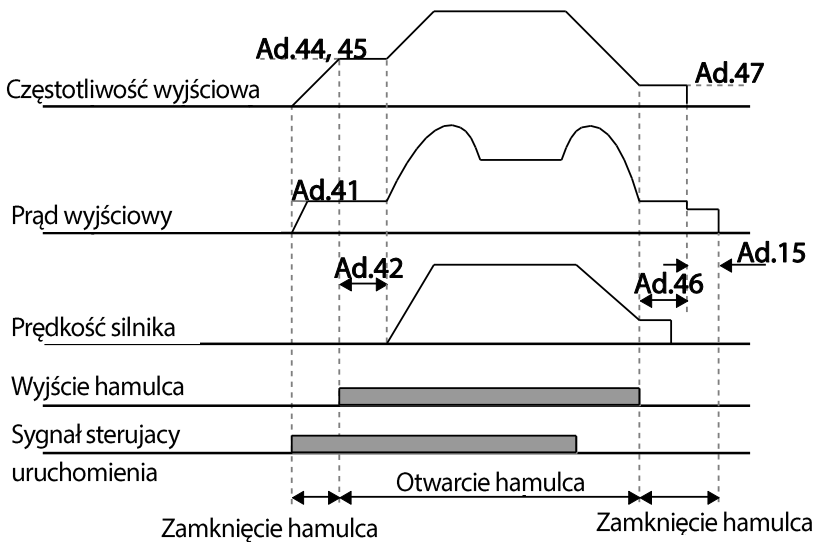 Ad.44, 45
Ad.47
Częstotliwość wyjściowa
Ad.41
Prąd wyjściowy
Ad.15
Ad.42
Ad.46
Prędkość silnika
Wyjście hamulca
Sygnał sterujacy
uruchomienia
Otwarcie hamulca
Zamknięcie hamulca
Zamknięcie hamulca